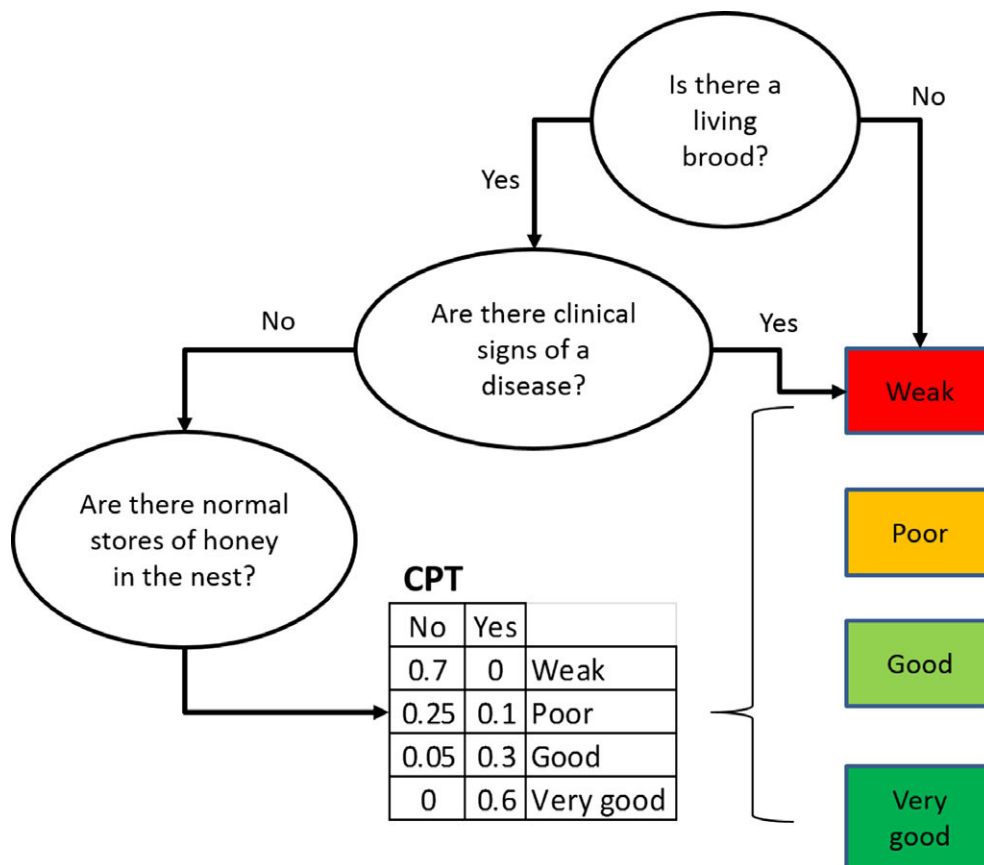 Is there a
living
brood?
No
Yes
Are there clinical
signs of a
disease?
No
Yes
Weak
Are there normal
stores of honey
in the nest?
Poor
CPT
No Yes
0.7 0 Weak
0.25 0.1 Poor
0.05 0.3 Good
0 0.6 Very good
Good
Very
good